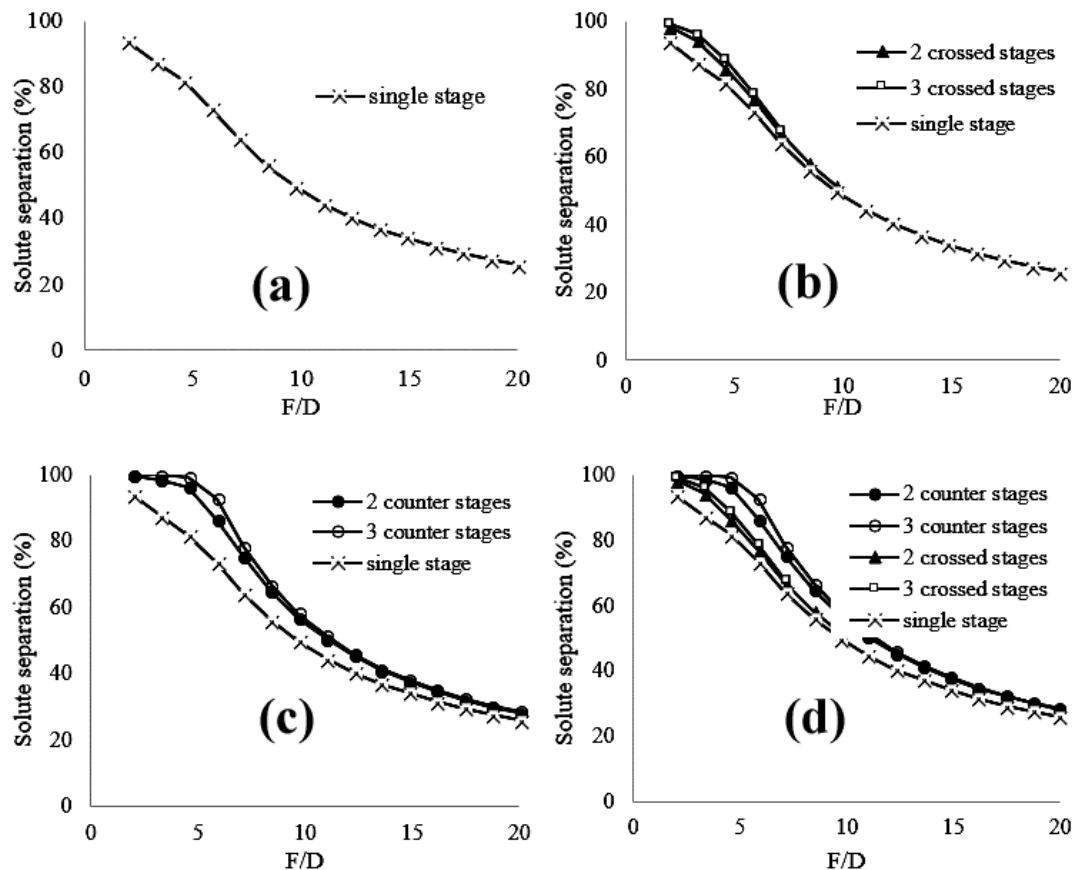 100
80
60
40
20
0
Solute separation (%)
single stage
(a)
0 5 10 15 20
F/D
100
80
60
40
20
0
Solute separation (%)
2 crossed stages
3 crossed stages
single stage
(b)
0 5 10 15 20
F/D
100
80
60
40
20
0
Solute separation (%)
2 counter stages
3 counter stages
single stage
(c)
0 5 10 15 20
F/D
100
80
60
40
20
0
Solute separation (%)
2 counter stages
3 counter stages
2 crossed stages
3 crossed stages
single stage
(d)
0 5 10 15 20
F/D